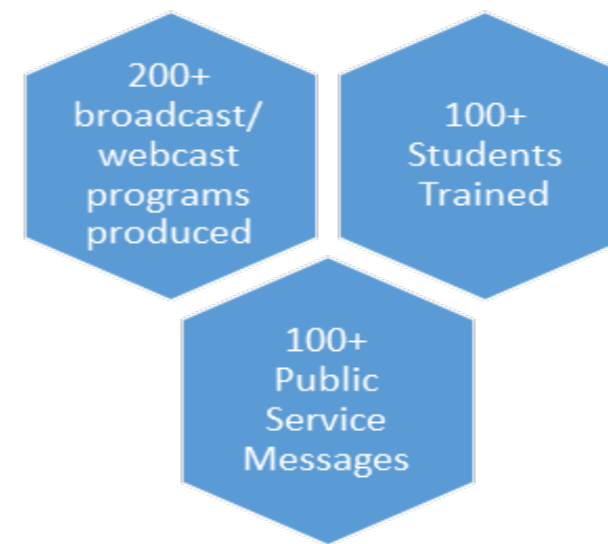 200+
broadcast/
webcast
programs
produced
100+
Students
Trained
100+
Public
Service
Messages